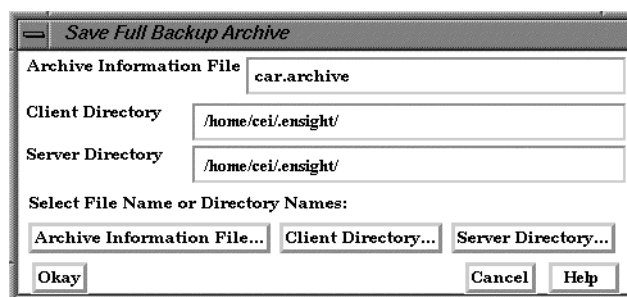 Save Full Backup Archive
Archive Information File car.archive
Client Directory /home/cei/.ensight/
Server Directory /home/cei/.ensight/
Select File Name or Directory Names:
Archive Information File... Client Directory... Server Directory...
Okay Cancel Help